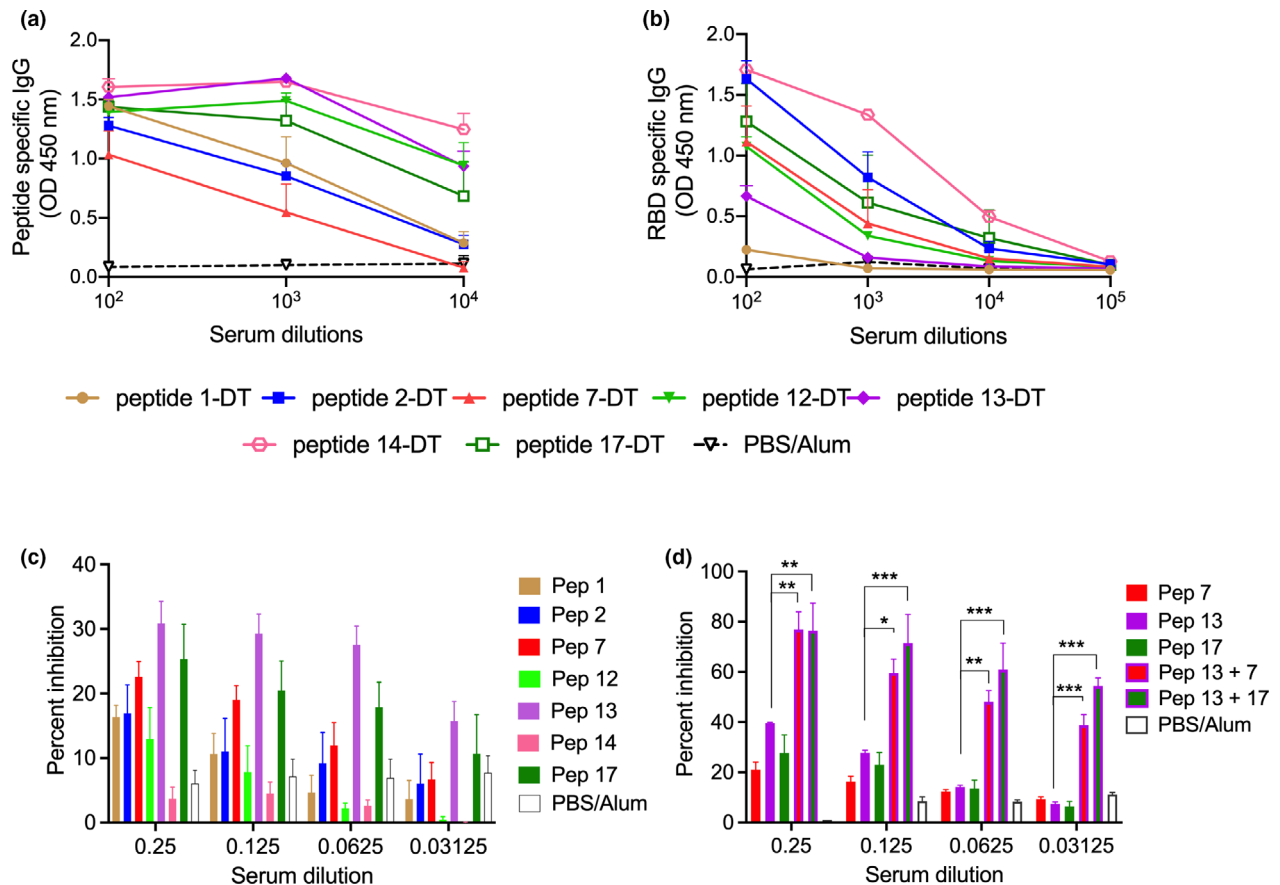 (a)
2.0
1.5
1.0
0.5
0.0
Peptide specific IgG
(OD 450 nm)
10²
10³
10⁴
Serum dilutions
(b)
2.0
1.5
1.0
0.5
0.0
RBD specific IgG
(OD 450 nm)
10²
10³
10⁴
10⁵
Serum dilutions
peptide 1-DT
peptide 2-DT
peptide 7-DT
peptide 12-DT
peptide 13-DT
peptide 14-DT
peptide 17-DT
PBS/Alum
(c)
40
30
20
10
0
Percent inhibition
0.25
0.125
0.0625
0.03125
Serum dilution
Pep 1
Pep 2
Pep 7
Pep 12
Pep 13
Pep 14
Pep 17
PBS/Alum
(d)
100
80
60
40
20
0
Percent inhibition
**
**
***
*
***
**
***
***
0.25
0.125
0.0625
0.03125
Serum dilution
Pep 7
Pep 13
Pep 17
Pep 13 + 7
Pep 13 + 17
PBS/Alum